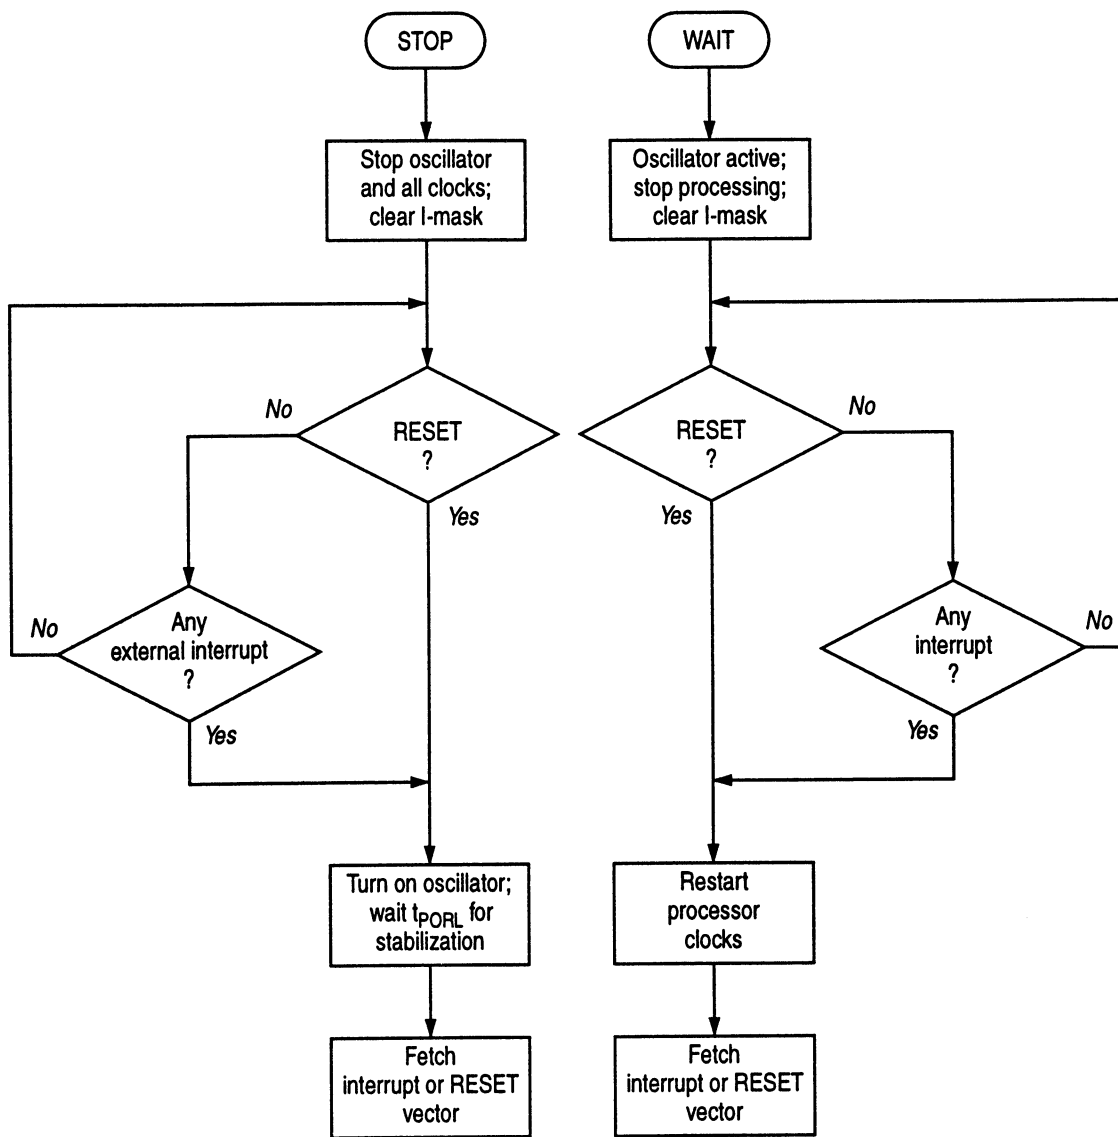 STOP
WAIT
Stop oscillator
and all clocks;
clear I-mask
Oscillator active;
stop processing;
clear I-mask
No
RESET
?
Yes
RESET
?
No
Yes
No
Any
external interrupt
?
Yes
Any
interrupt
?
No
Yes
Turn on oscillator;
wait tPORL for
stabilization
Restart
processor
clocks
Fetch
interrupt or RESET
vector
Fetch
interrupt or RESET
vector